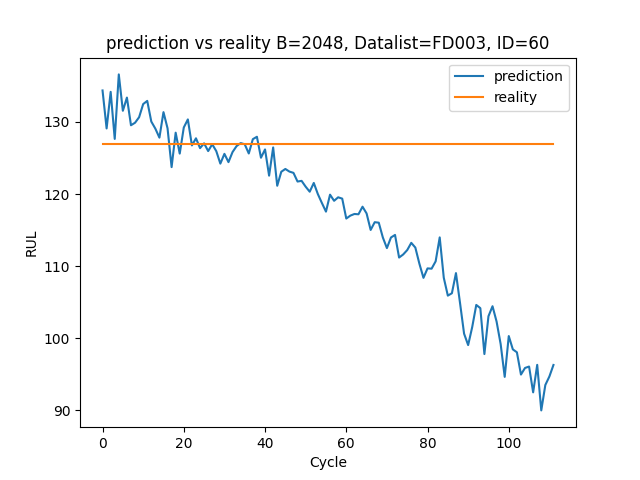 prediction vs reality B=2048, Datalist=FD003, ID=60
prediction
reality
130
120
110
100
90
RUL
0 20 40 60 80 100
Cycle